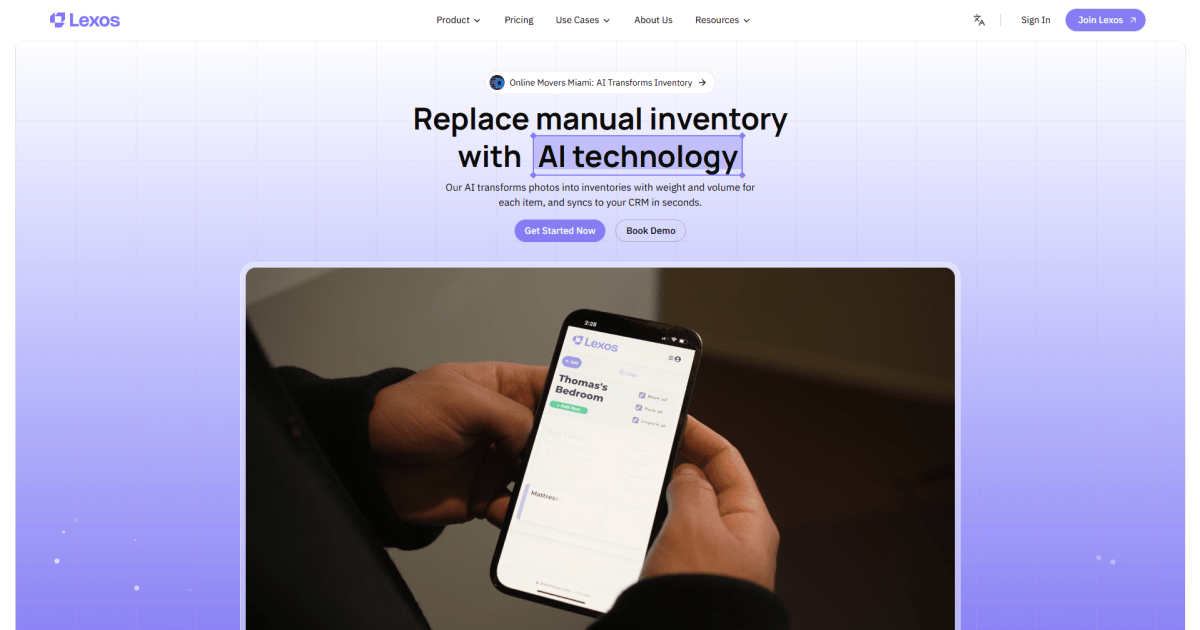 Lexos
Product
Pricing
Use Cases
About Us
Resources
Sign In
Join Lexos
Online Movers Miami: AI Transforms Inventory
Replace manual inventory
with AI technology
Our AI transforms photos into inventories with weight and volume for
each item, and syncs to your CRM in seconds.
Get Started Now
Book Demo
2:28
Lexos
Thomas's
Bedroom
Move all
Pack all
Unpack all